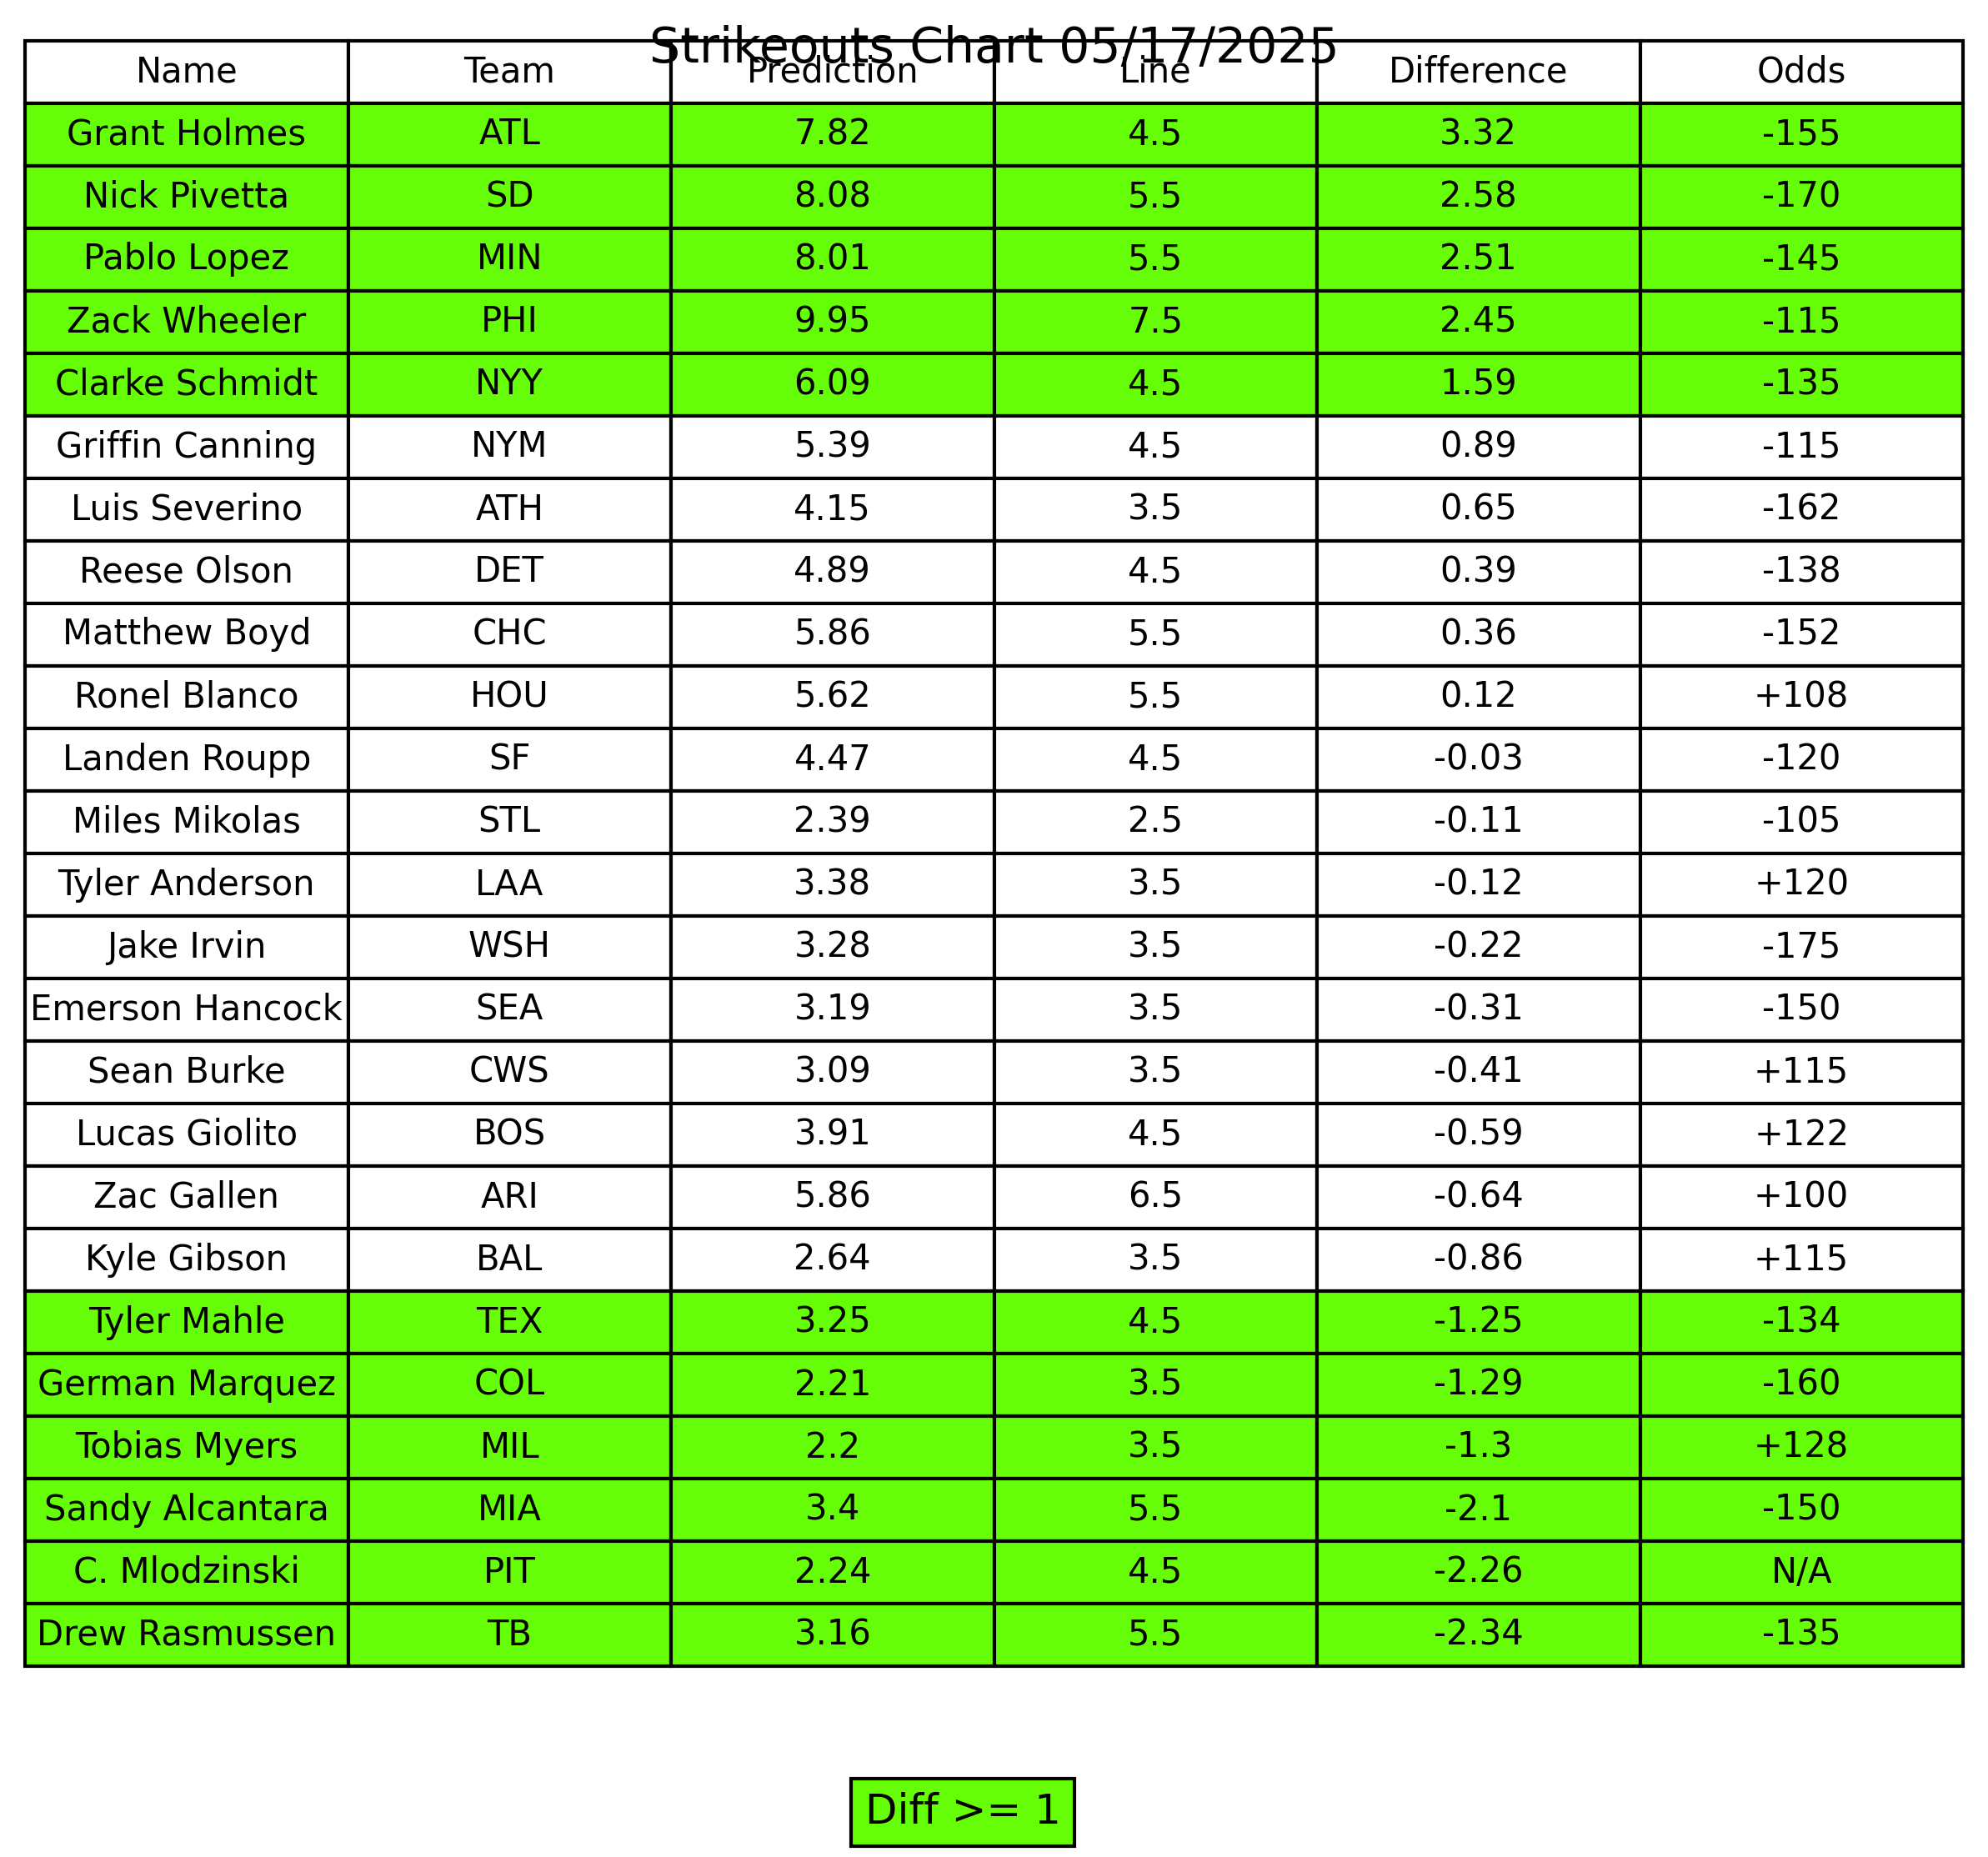 Strikeouts Chart 05/17/2025
Name Team Prediction Line Difference Odds
Grant Holmes ATL 7.82 4.5 3.32 -155
Nick Pivetta SD 8.08 5.5 2.58 -170
Pablo Lopez MIN 8.01 5.5 2.51 -145
Zack Wheeler PHI 9.95 7.5 2.45 -115
Clarke Schmidt NYY 6.09 4.5 1.59 -135
Griffin Canning NYM 5.39 4.5 0.89 -115
Luis Severino ATH 4.15 3.5 0.65 -162
Reese Olson DET 4.89 4.5 0.39 -138
Matthew Boyd CHC 5.86 5.5 0.36 -152
Ronel Blanco HOU 5.62 5.5 0.12 +108
Landen Roupp SF 4.47 4.5 -0.03 -120
Miles Mikolas STL 2.39 2.5 -0.11 -105
Tyler Anderson LAA 3.38 3.5 -0.12 +120
Jake Irvin WSH 3.28 3.5 -0.22 -175
Emerson Hancock SEA 3.19 3.5 -0.31 -150
Sean Burke CWS 3.09 3.5 -0.41 +115
Lucas Giolito BOS 3.91 4.5 -0.59 +122
Zac Gallen ARI 5.86 6.5 -0.64 +100
Kyle Gibson BAL 2.64 3.5 -0.86 +115
Tyler Mahle TEX 3.25 4.5 -1.25 -134
German Marquez COL 2.21 3.5 -1.29 -160
Tobias Myers MIL 2.2 3.5 -1.3 +128
Sandy Alcantara MIA 3.4 5.5 -2.1 -150
C. Mlodzinski PIT 2.24 4.5 -2.26 N/A
Drew Rasmussen TB 3.16 5.5 -2.34 -135
Diff >= 1